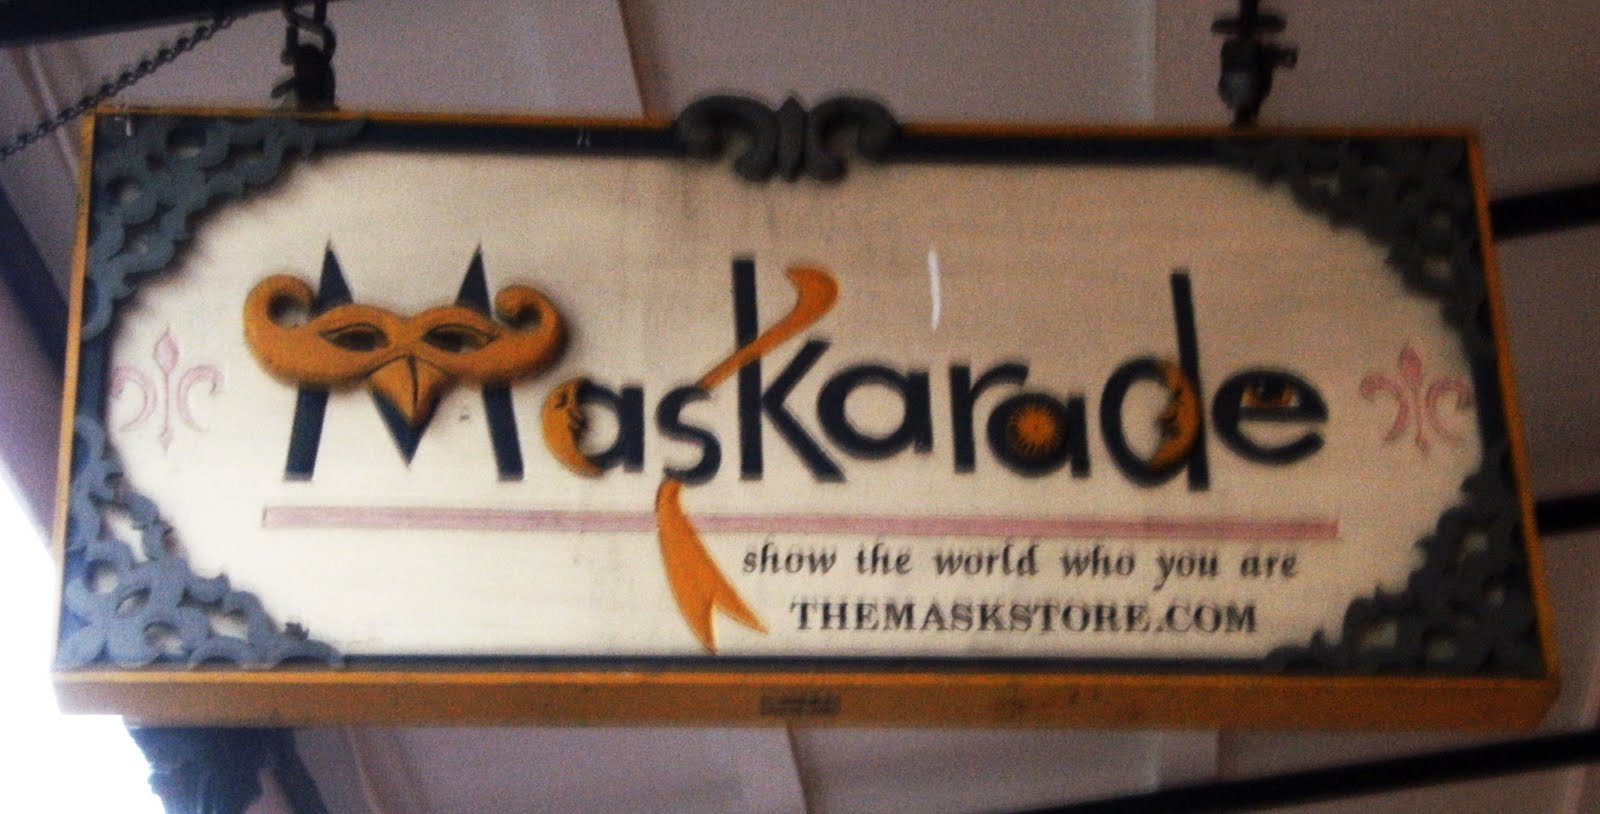 Maskarade
show the world who you are
THEMASKSTORE.COM